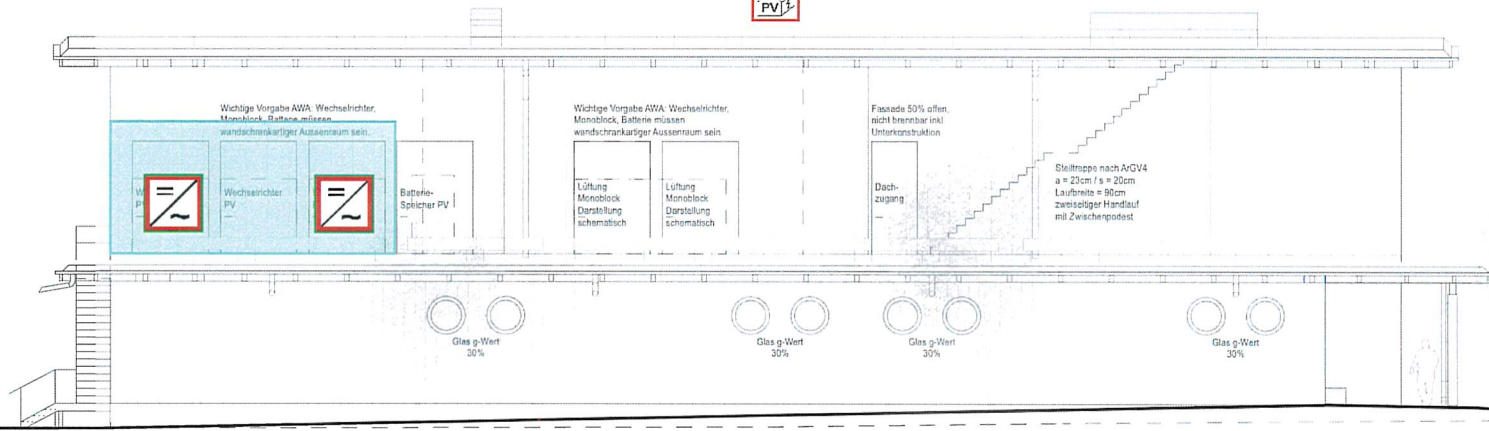 PV
Wichtige Vorgabe AWA: Wechselrichter,
Monoblock, Batterie müssen
wandschrankartiger Aussenraum sein.
Wichtige Vorgabe AWA: Wechselrichter,
Monoblock, Batterie müssen
wandschrankartiger Aussenraum sein.
Fassade 50% offen,
nicht brennbar inkl
Unterkonstruktion
Steiltreppe nach ArGV4
a = 23cm / s = 20cm
Laufbreite = 90cm
zweiseitiger Handlauf
mit Zwischenpodest
Wechselrichter
PV
Batterie-
Speicher PV
Lüftung
Monoblock
Darstellung
schematisch
Lüftung
Monoblock
Darstellung
schematisch
Dach-
zugang
Glas g-Wert
30%
Glas g-Wert
30%
Glas g-Wert
30%
Glas g-Wert
30%